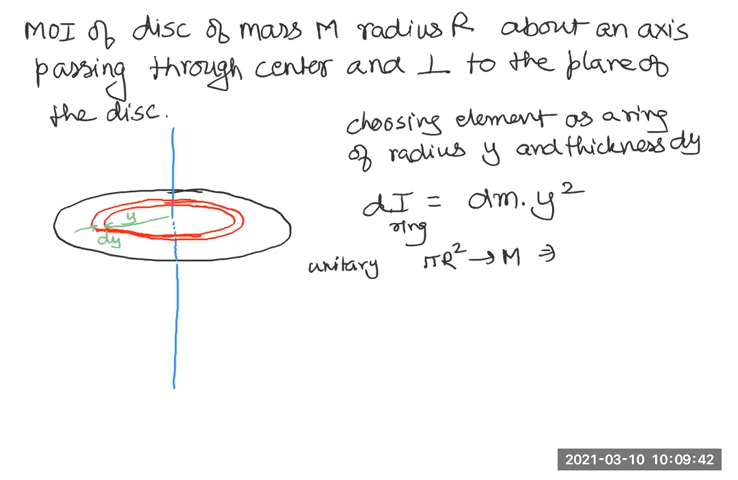 MOI of disc of mass M radius R about an axis
passing through center and ⊥ to the plane of
the disc.
choosing element as a ring
of radius y and thickness dy
dI = dm. y²
ring
y
dy
unitary πR² → M ⇒
2021-03-10 10:09:42